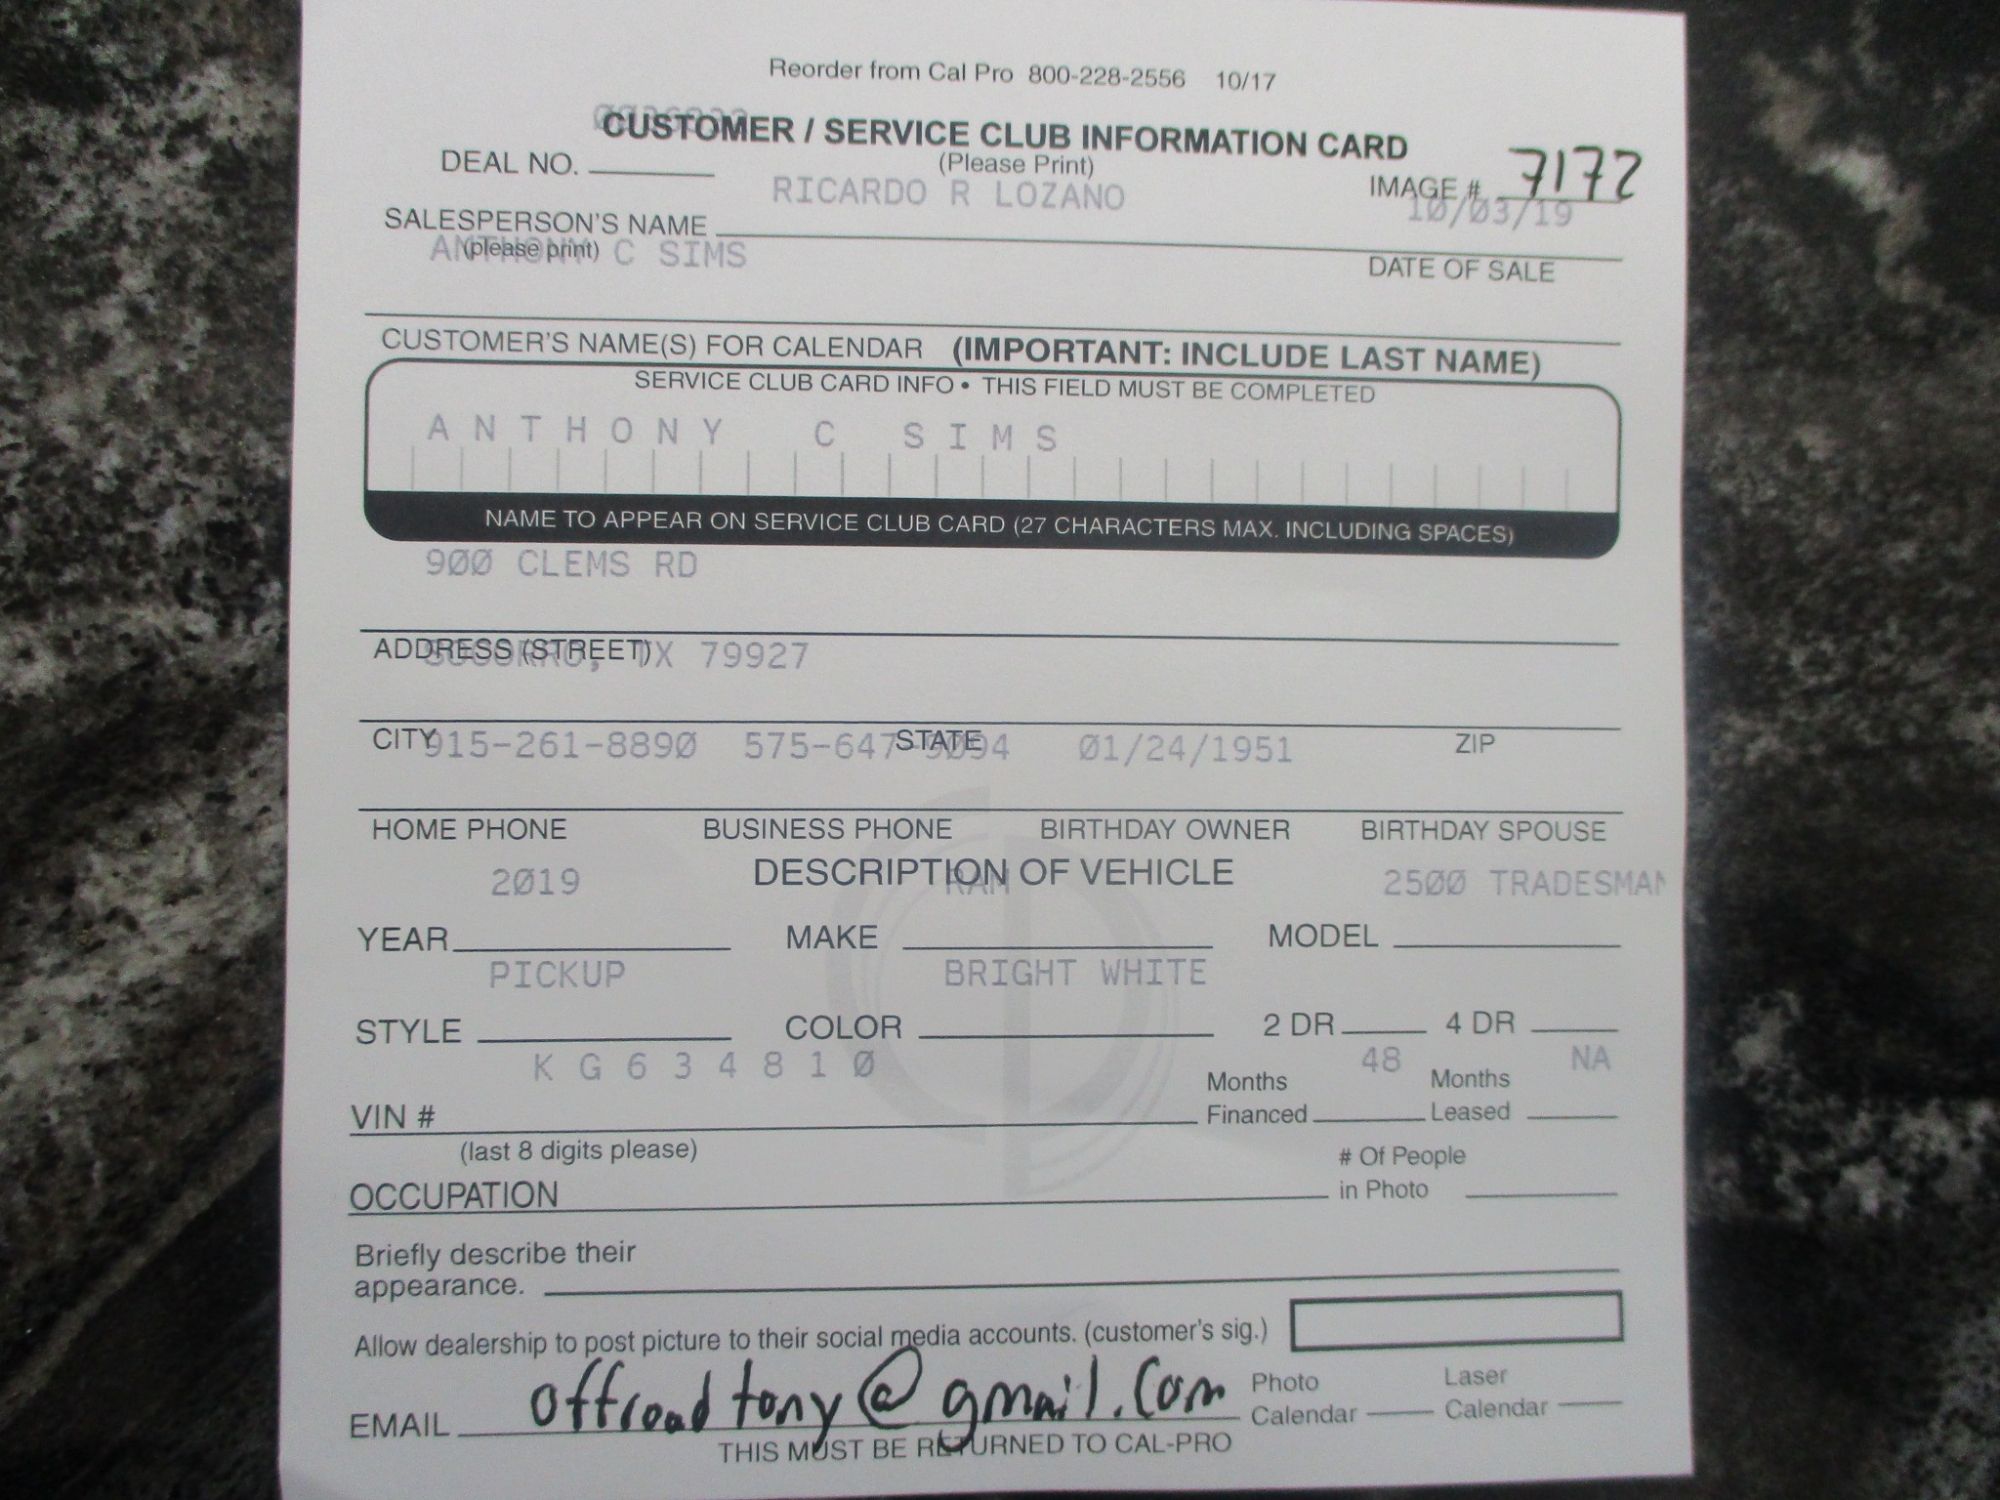 Reorder from Cal Pro 800-228-2556 10/17
CUSTOMER / SERVICE CLUB INFORMATION CARD
DEAL NO. (Please Print)
RICARDO R LOZANO IMAGE # 7172
10/03/19
SALESPERSON'S NAME
(please print)
ANTHONY C SIMS
DATE OF SALE
CUSTOMER'S NAME(S) FOR CALENDAR (IMPORTANT: INCLUDE LAST NAME)
SERVICE CLUB CARD INFO • THIS FIELD MUST BE COMPLETED
ANTHONY C SIMS
NAME TO APPEAR ON SERVICE CLUB CARD (27 CHARACTERS MAX. INCLUDING SPACES)
900 CLEMS RD
ADDRESS (STREET)
SOCORRO, TX 79927
CITY STATE ZIP
915-261-8890 01/24/1951
HOME PHONE BUSINESS PHONE BIRTHDAY OWNER BIRTHDAY SPOUSE
DESCRIPTION OF VEHICLE
2019 RAM 2500 TRADESMAN
YEAR MAKE MODEL
PICKUP BRIGHT WHITE
STYLE COLOR 2 DR 4 DR
KG634810 48 NA
VIN # Months Financed Months Leased
(last 8 digits please)
OCCUPATION # Of People in Photo
Briefly describe their
appearance.
Allow dealership to post picture to their social media accounts. (customer's sig.)
EMAIL offroadtony@gmail.com Photo Calendar Laser Calendar
THIS MUST BE RETURNED TO CAL-PRO